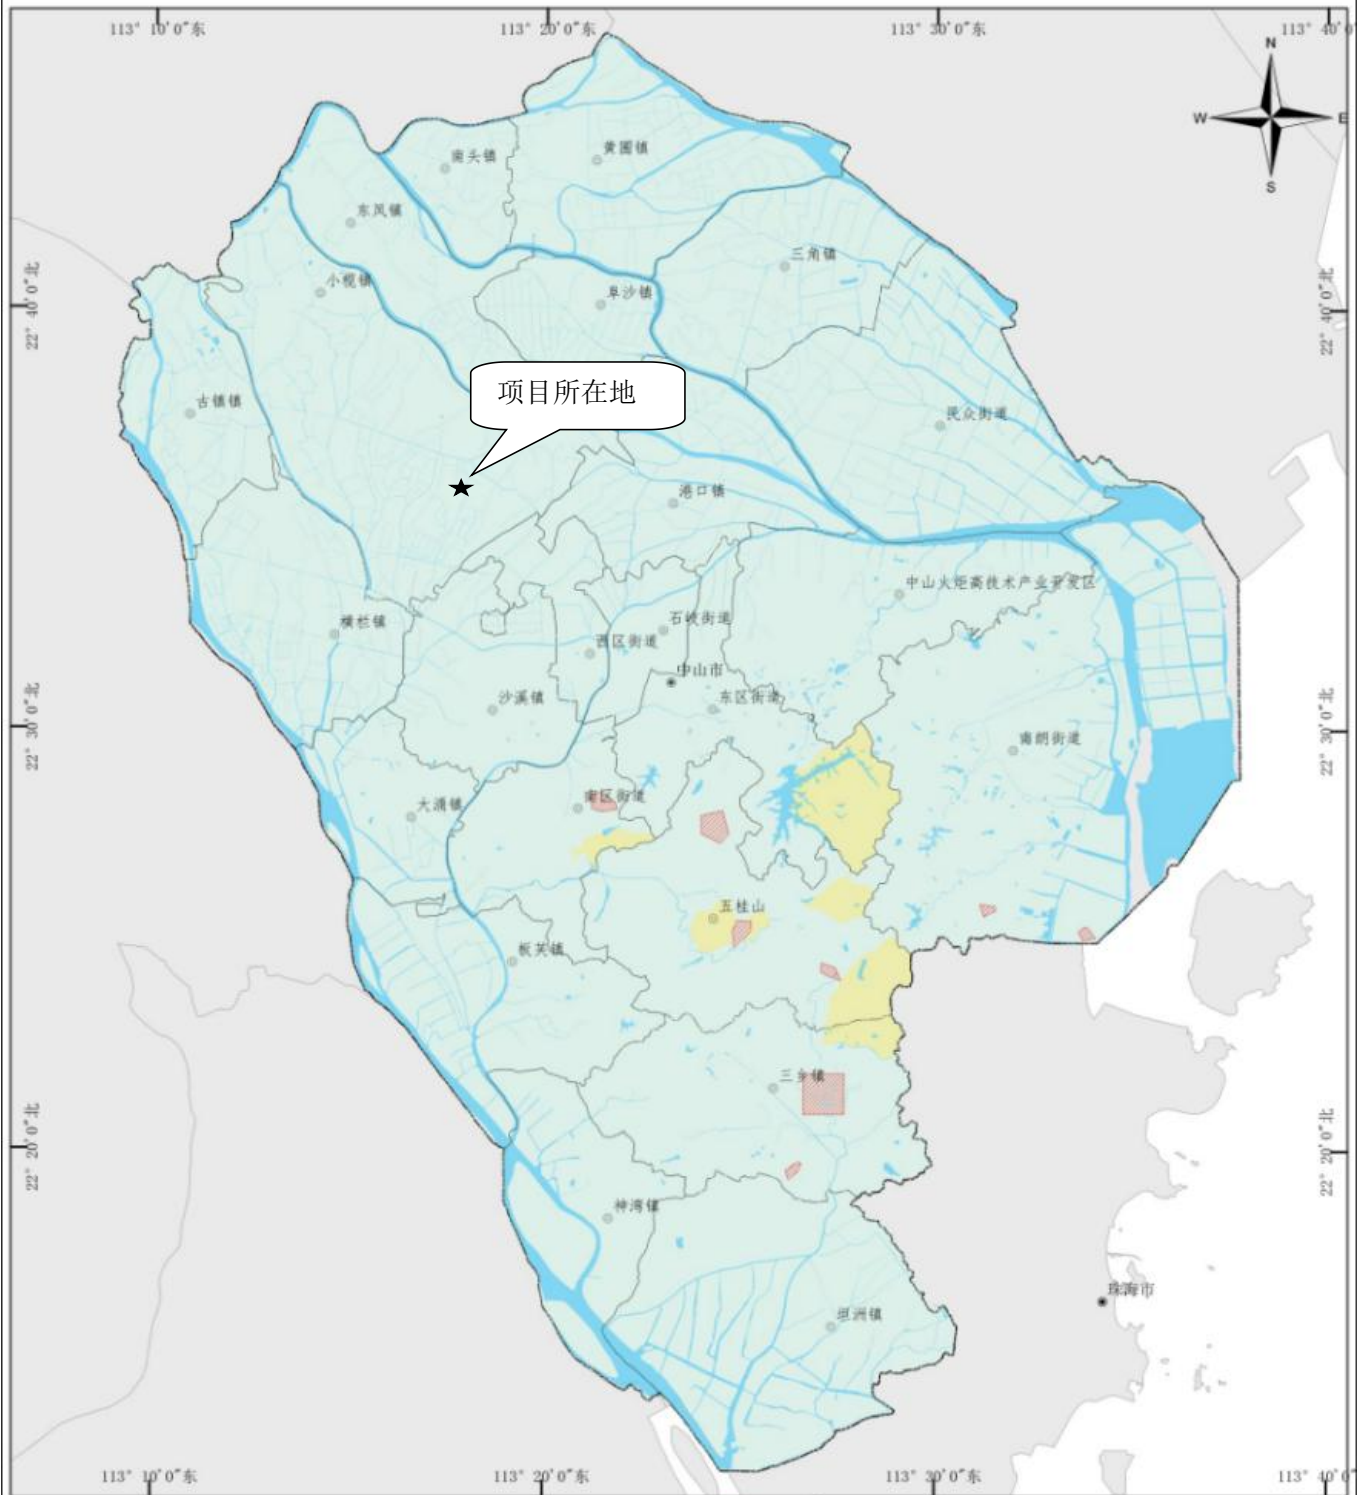 113° 10′0″东
113° 20′0″东
113° 30′0″东
113° 40′0
N
W
E
S
南头镇
黄圃镇
东凤镇
三角镇
小榄镇
阜沙镇
22° 40′0″北
22° 40′0″北
项目所在地
古镇镇
民众街道
港口镇
中山火炬高技术产业开发区
横栏镇
石岐街道
西区街道
中山市
沙溪镇
东区街道
22° 30′0″北
22° 30′0″北
南朗街道
大涌镇
南区街道
五桂山
板芙镇
三乡镇
22° 20′0″北
22° 20′0″北
神湾镇
珠海市
坦洲镇
113° 10′0″东
113° 20′0″东
113° 30′0″东
113° 40′0